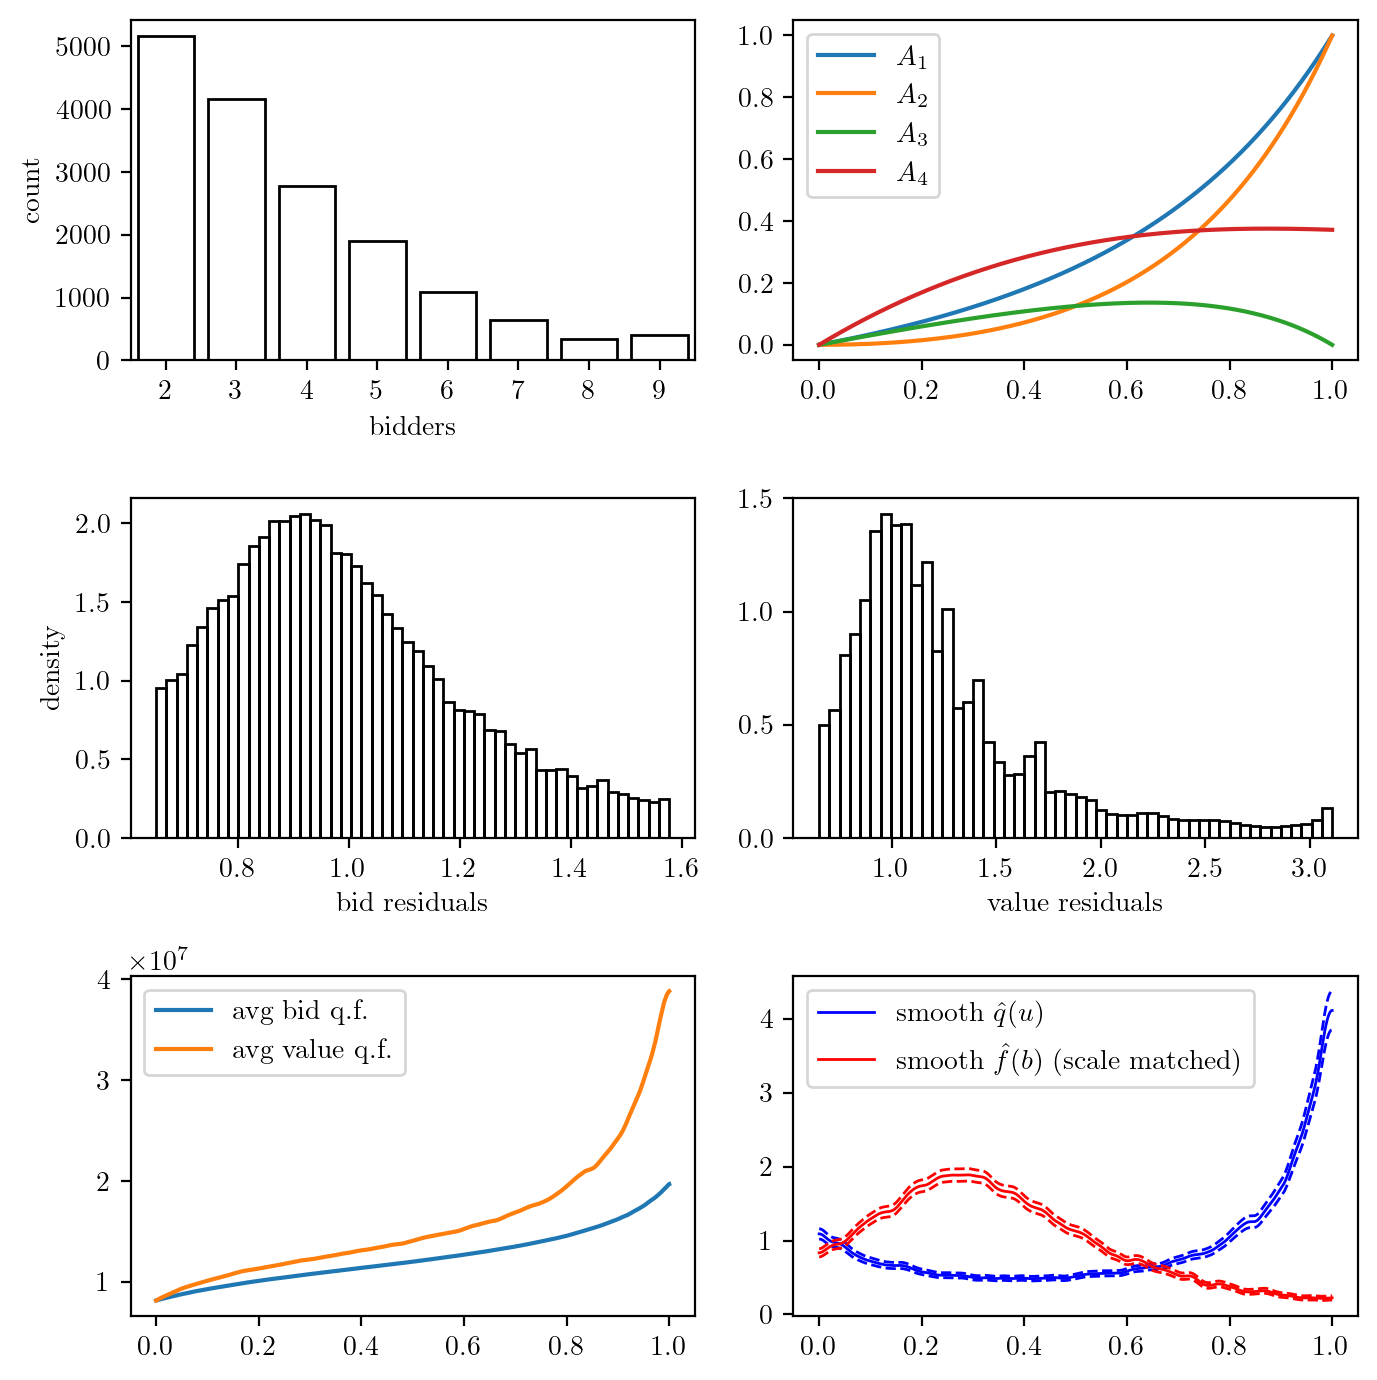 5000
4000
3000
2000
1000
0
count
2 3 4 5 6 7 8 9
bidders
1.0
0.8
0.6
0.4
0.2
0.0
A₁
A₂
A₃
A₄
0.0 0.2 0.4 0.6 0.8 1.0
2.0
1.5
1.0
0.5
0.0
density
0.8 1.0 1.2 1.4 1.6
bid residuals
1.5
1.0
0.5
0.0
1.0 1.5 2.0 2.5 3.0
value residuals
×10⁷
4
3
2
1
avg bid q.f.
avg value q.f.
0.0 0.2 0.4 0.6 0.8 1.0
4
3
2
1
0
smooth q̂(u)
smooth f̂(b) (scale matched)
0.0 0.2 0.4 0.6 0.8 1.0